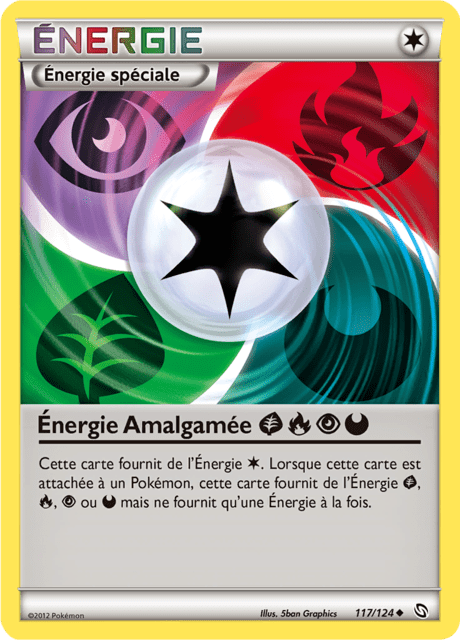 ÉNERGIE
Énergie spéciale
Énergie Amalgamée
Cette carte fournit de l'Énergie . Lorsque cette carte est
attachée à un Pokémon, cette carte fournit de l'Énergie ,
, ou mais ne fournit qu'une Énergie à la fois.
©2012 Pokémon
Illus. 5ban Graphics
117/124